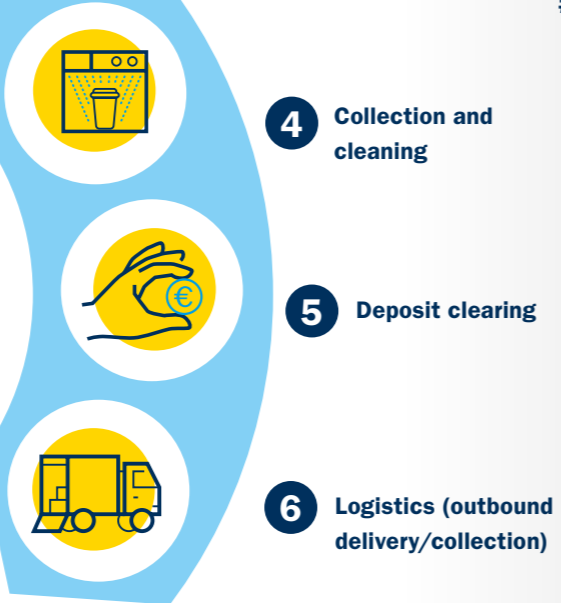 4 Collection and
cleaning
€
5 Deposit clearing
6 Logistics (outbound
delivery/collection)